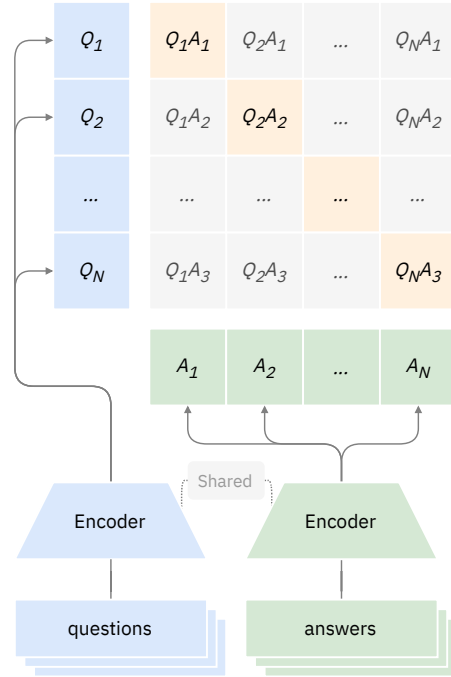 Q1 Q1A1 Q2A1 ... QNA1
Q2 Q1A2 Q2A2 ... QNA2
... ... ... ... ...
QN Q1A3 Q2A3 ... QNA3
A1 A2 ... AN
Shared
Encoder Encoder
questions answers